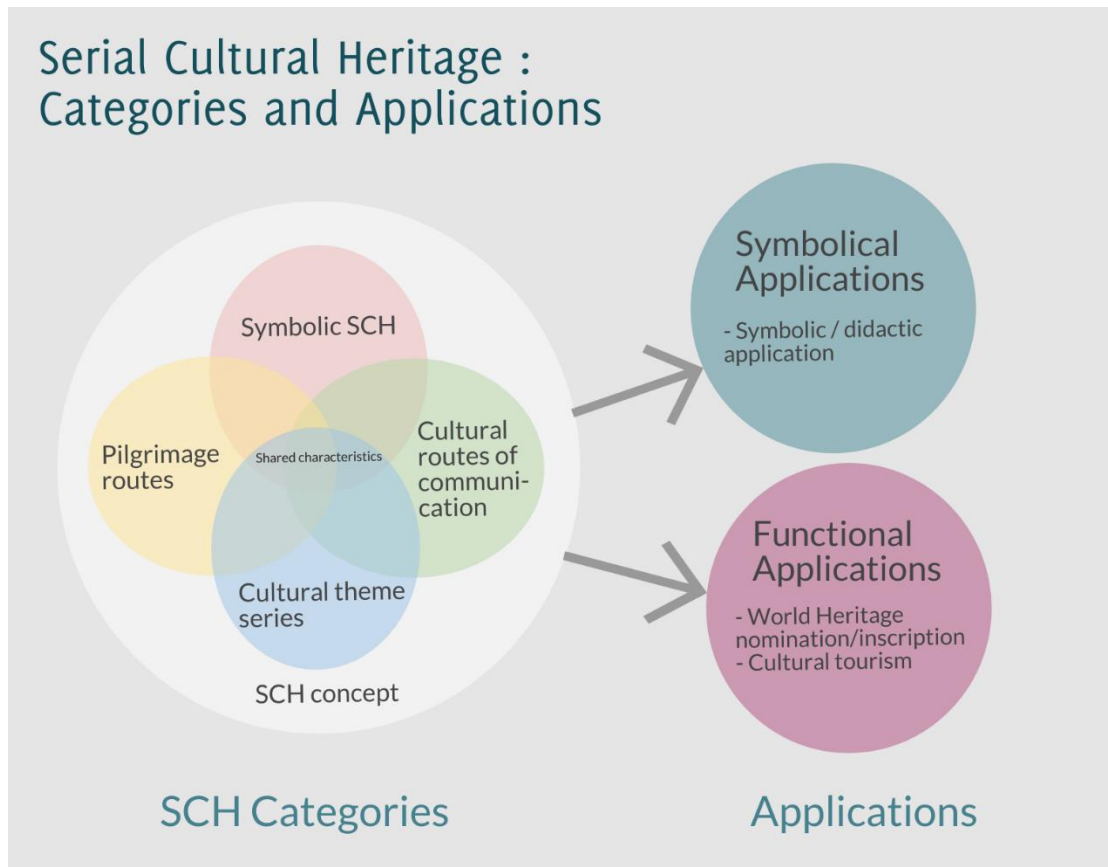 Serial Cultural Heritage :
Categories and Applications
Symbolic SCH
Pilgrimage
routes
Shared characteristics
Cultural
routes of
communi-
cation
Cultural theme
series
SCH concept
SCH Categories
Symbolical
Applications
- Symbolic / didactic
application
Functional
Applications
- World Heritage
nomination/inscription
- Cultural tourism
Applications